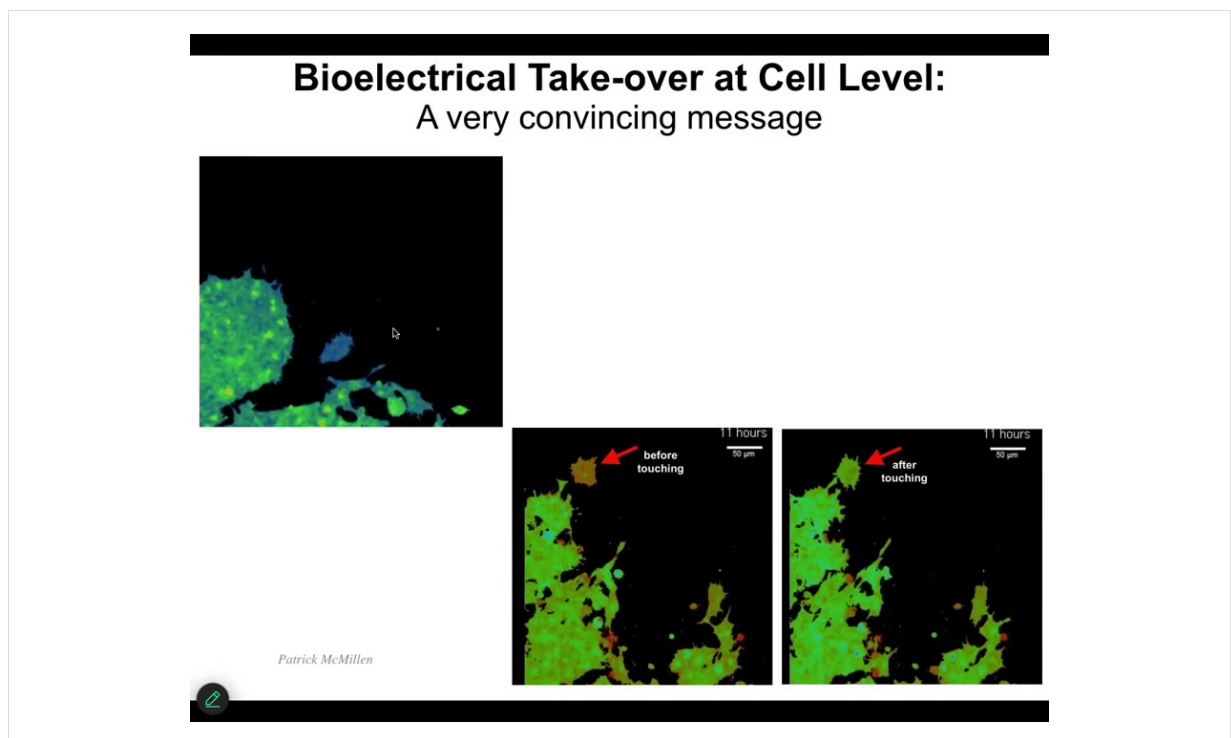 Bioelectrical Take-over at Cell Level:
A very convincing message
11 hours
50 µm
before
touching
11 hours
50 µm
after
touching
Patrick McMillen